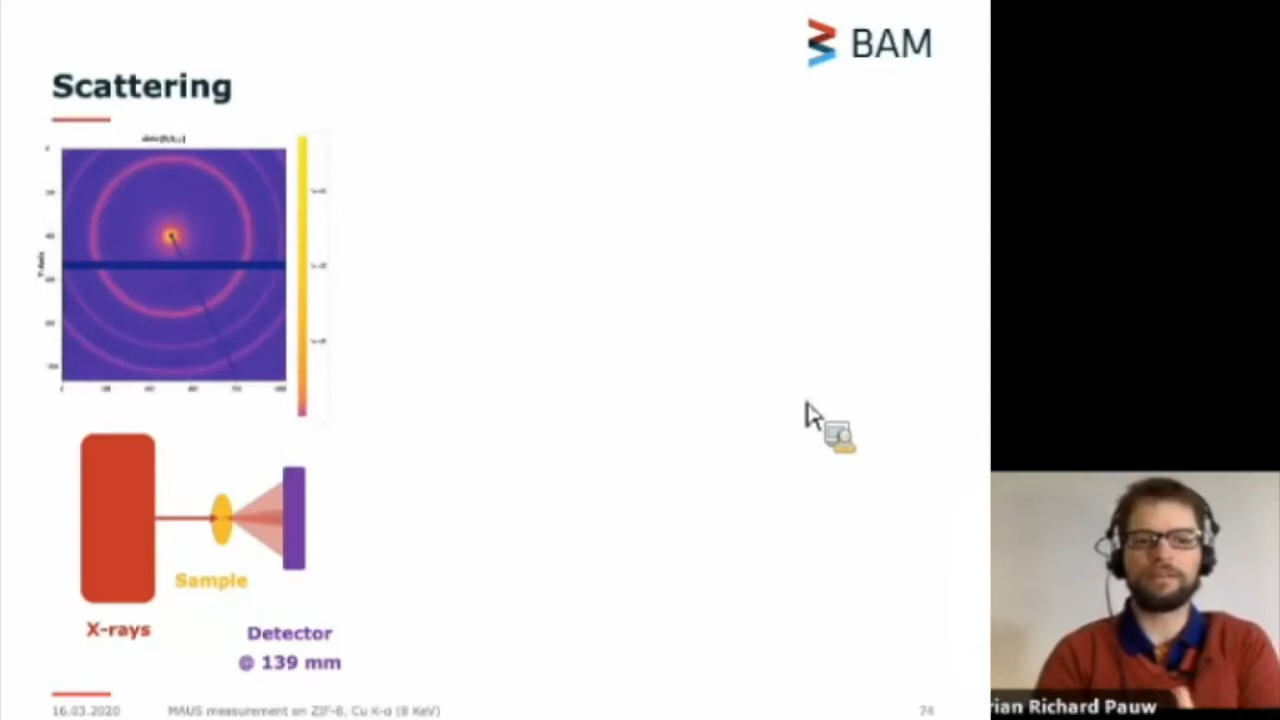 BAM
Scattering
Sample
X-rays
Detector
@ 139 mm
16.03.2020
MAUS measurement on ZIF-8, Cu K-α (8 KeV)
74
rian Richard Pauw